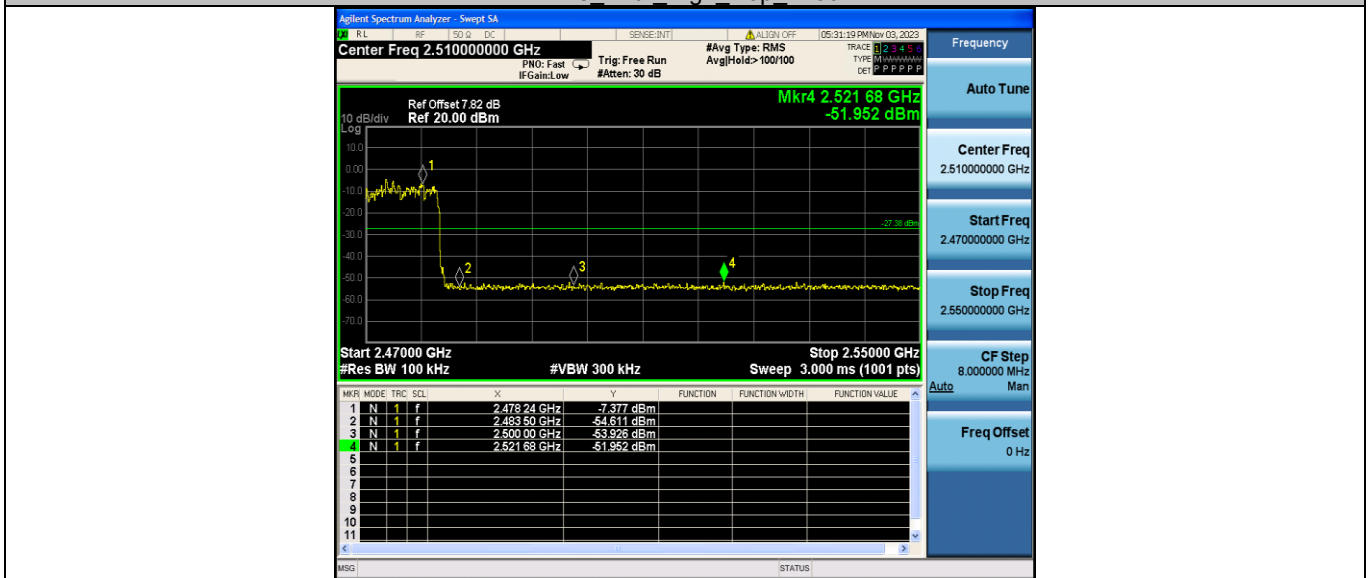 Agilent Spectrum Analyzer - Swept SA
RL RF 50 Ω DC SENSE:INT ALIGN OFF 05:31:19 PM Nov 03, 2023
Center Freq 2.510000000 GHz
PNO: Fast
IFGain:Low
Trig: Free Run
#Atten: 30 dB
#Avg Type: RMS
Avg|Hold:>100/100
TRACE 1 2 3 4 5 6
TYPE M
DET P P P P P P
Frequency
Auto Tune
Center Freq
2.510000000 GHz
Start Freq
2.470000000 GHz
Stop Freq
2.550000000 GHz
CF Step
8.000000 MHz
Auto Man
Freq Offset
0 Hz
Mkr4 2.521 68 GHz
-51.952 dBm
Ref Offset 7.82 dB
10 dB/div Ref 20.00 dBm
Log
10.0
0.00
-10.0
-20.0
-30.0
-40.0
-50.0
-60.0
-70.0
1
2
3
4
-27.38 dBm
Start 2.47000 GHz Stop 2.55000 GHz
#Res BW 100 kHz #VBW 300 kHz Sweep 3.000 ms (1001 pts)
MKR MODE TRC SCL X Y FUNCTION FUNCTION WIDTH FUNCTION VALUE
1 N 1 f 2.478 24 GHz -7.377 dBm
2 N 1 f 2.483 50 GHz -54.611 dBm
3 N 1 f 2.500 00 GHz -53.926 dBm
4 N 1 f 2.521 68 GHz -51.952 dBm
5
6
7
8
9
10
11
MSG STATUS